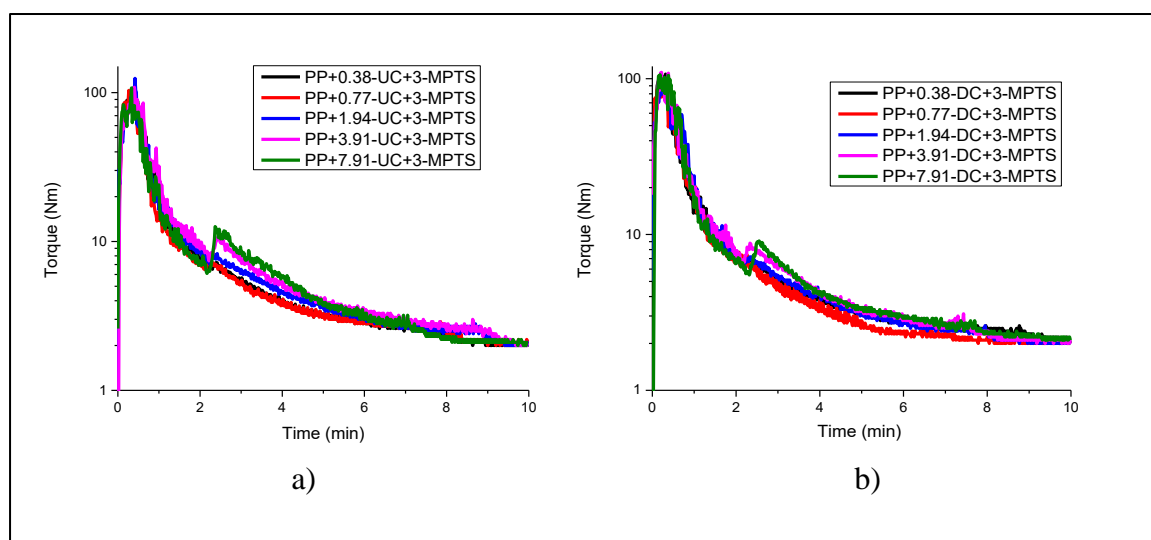 PP+0.38-UC+3-MPTS
PP+0.77-UC+3-MPTS
PP+1.94-UC+3-MPTS
PP+3.91-UC+3-MPTS
PP+7.91-UC+3-MPTS
100
10
1
Torque (Nm)
0 2 4 6 8 10
Time (min)
a)
PP+0.38-DC+3-MPTS
PP+0.77-DC+3-MPTS
PP+1.94-DC+3-MPTS
PP+3.91-DC+3-MPTS
PP+7.91-DC+3-MPTS
100
10
1
Torque (Nm)
0 2 4 6 8 10
Time (min)
b)